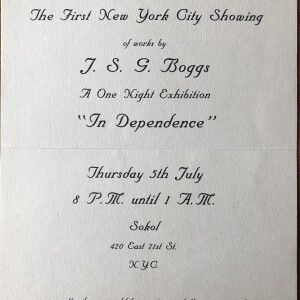 The First New York City Showing
of works by
J. S. G. Boggs
A One Night Exhibition
"In Dependence"
Thursday 5th July
8 P.M. until 1 A.M.
Sokol
420 East 71st St.
N.Y.C.